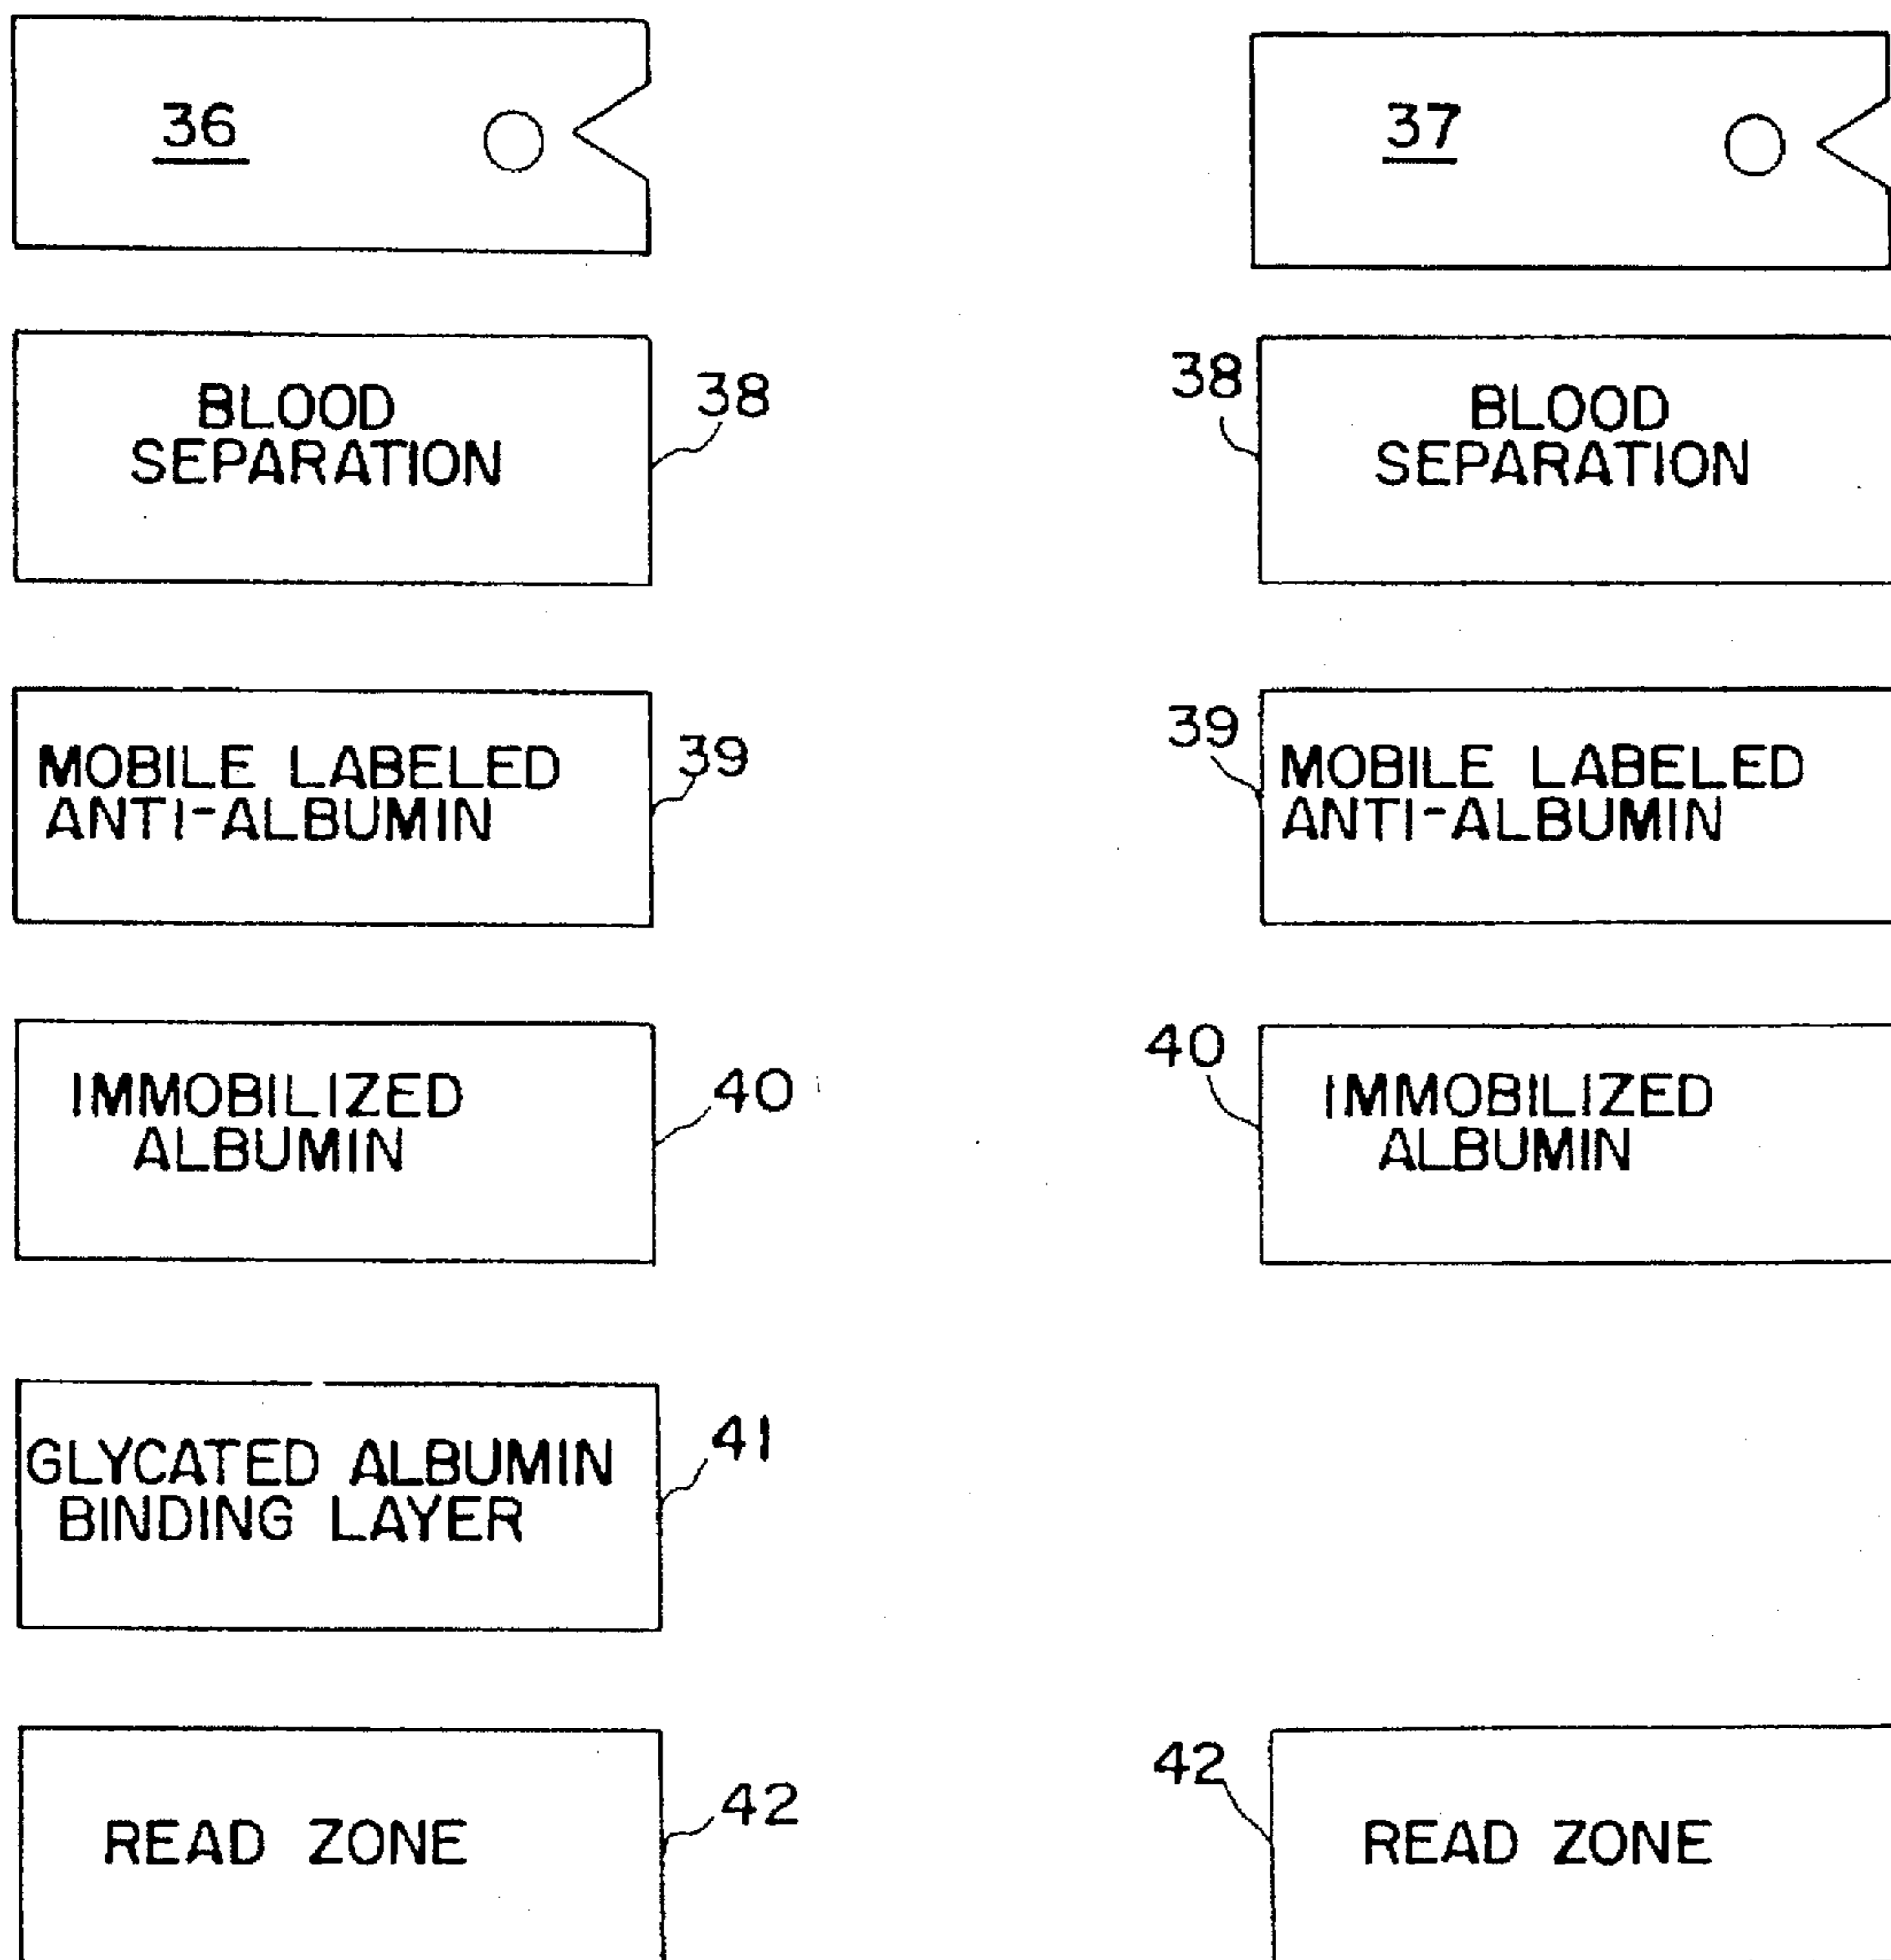 36
37
BLOOD
SEPARATION
38
38
BLOOD
SEPARATION
MOBILE LABELED
ANTI-ALBUMIN
39
39
MOBILE LABELED
ANTI-ALBUMIN
IMMOBILIZED
ALBUMIN
40
40
IMMOBILIZED
ALBUMIN
GLYCATED ALBUMIN
BINDING LAYER
41
READ ZONE
42
42
READ ZONE